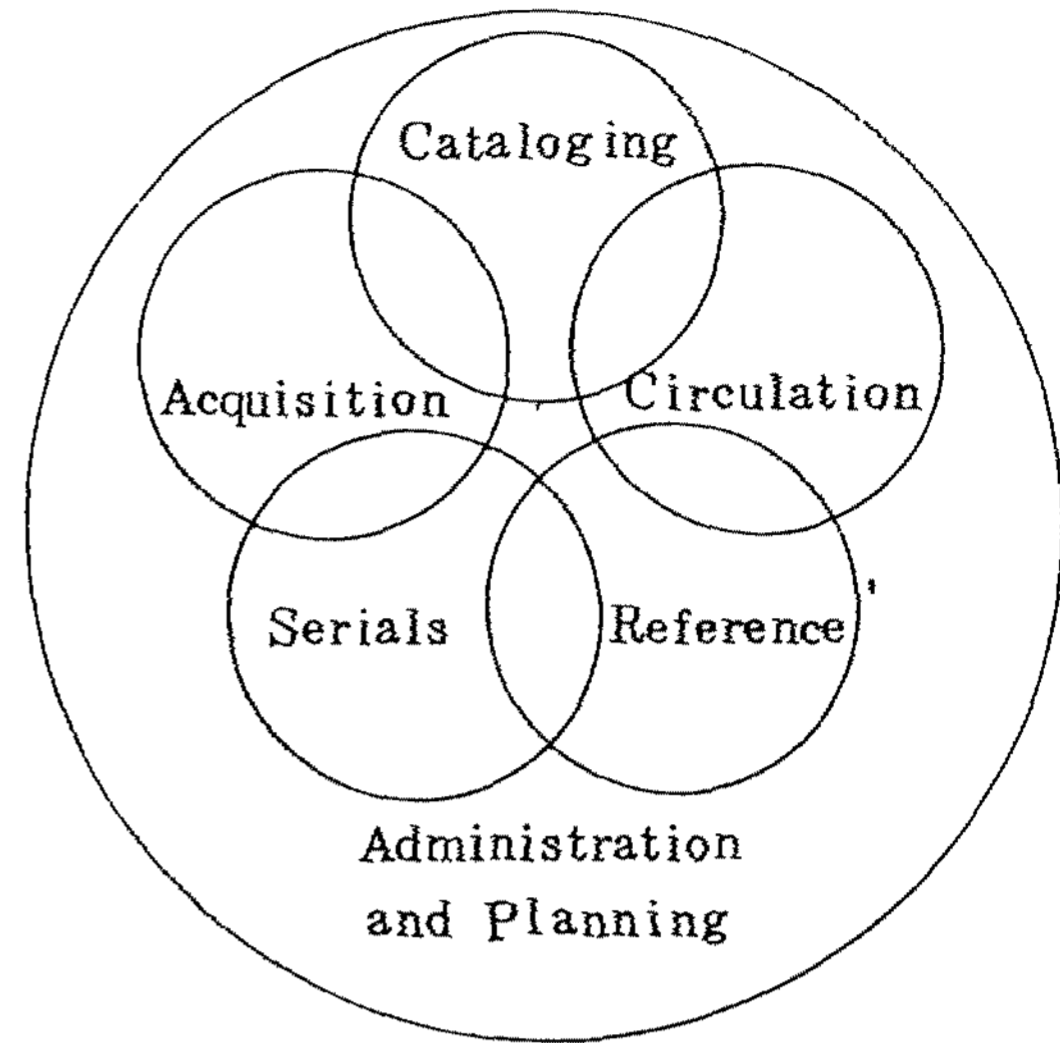 Cataloging
Acquisition
Circulation
Serials
Reference
Administration
and Planning